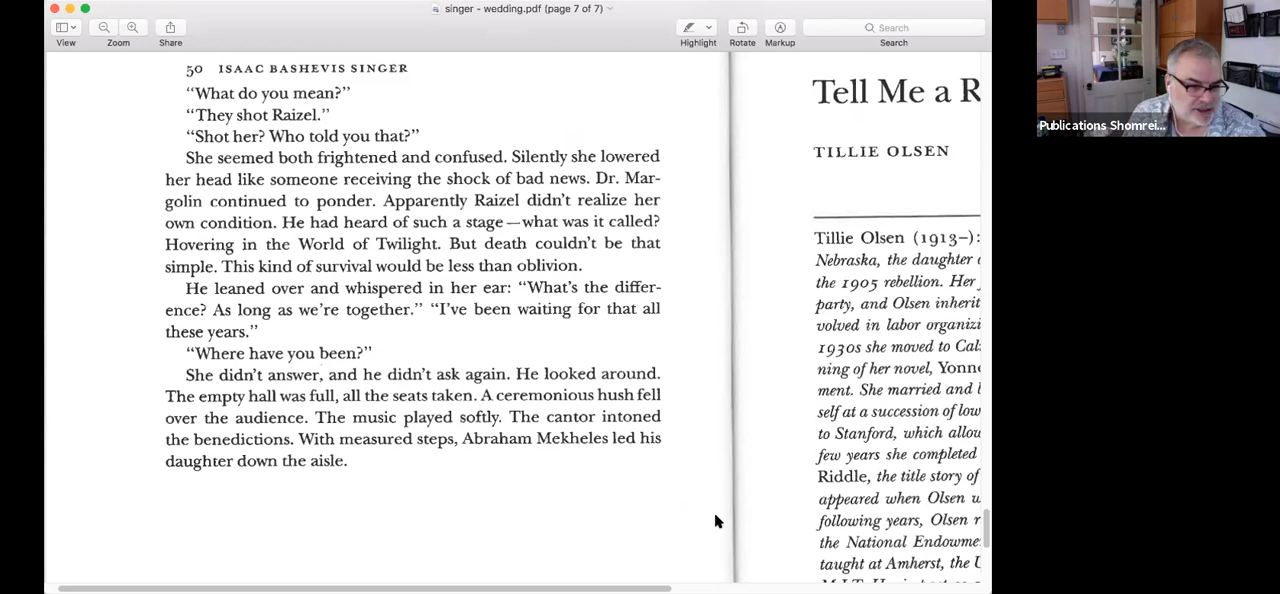 singer - wedding.pdf (page 7 of 7)
View
Zoom
Share
Highlight
Rotate
Markup
Search
Search
50 ISAAC BASHEVIS SINGER
“What do you mean?”
“They shot Raizel.”
“Shot her? Who told you that?”
She seemed both frightened and confused. Silently she lowered
her head like someone receiving the shock of bad news. Dr. Mar-
golin continued to ponder. Apparently Raizel didn’t realize her
own condition. He had heard of such a stage—what was it called?
Hovering in the World of Twilight. But death couldn’t be that
simple. This kind of survival would be less than oblivion.
He leaned over and whispered in her ear: “What’s the differ-
ence? As long as we’re together.” “I’ve been waiting for that all
these years.”
“Where have you been?”
She didn’t answer, and he didn’t ask again. He looked around.
The empty hall was full, all the seats taken. A ceremonious hush fell
over the audience. The music played softly. The cantor intoned
the benedictions. With measured steps, Abraham Mekheles led his
daughter down the aisle.
Tell Me a R
TILLIE OLSEN
Tillie Olsen (1913–):
Nebraska, the daughter
the 1905 rebellion. Her
party, and Olsen inherit
volved in labor organizi
1930s she moved to Cal
ning of her novel, Yonn
ment. She married and
self at a succession of low
to Stanford, which allow
few years she completed
Riddle, the title story of
appeared when Olsen
following years, Olsen
the National Endowme
taught at Amherst, the
Publications Shomrei...